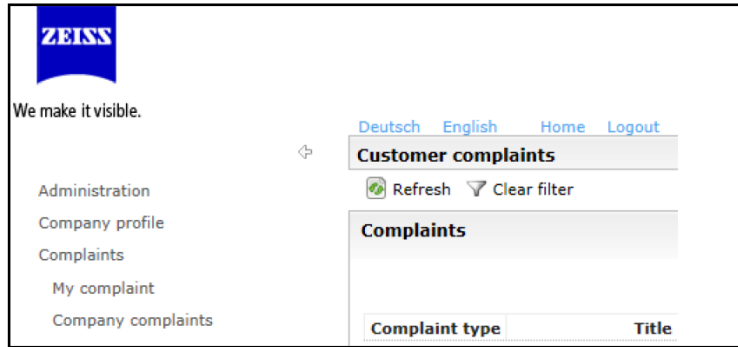 ZEISS
We make it visible.
Deutsch English Home Logout
Customer complaints
Administration
Refresh Clear filter
Company profile
Complaints
Complaints
My complaint
Company complaints
Complaint type Title